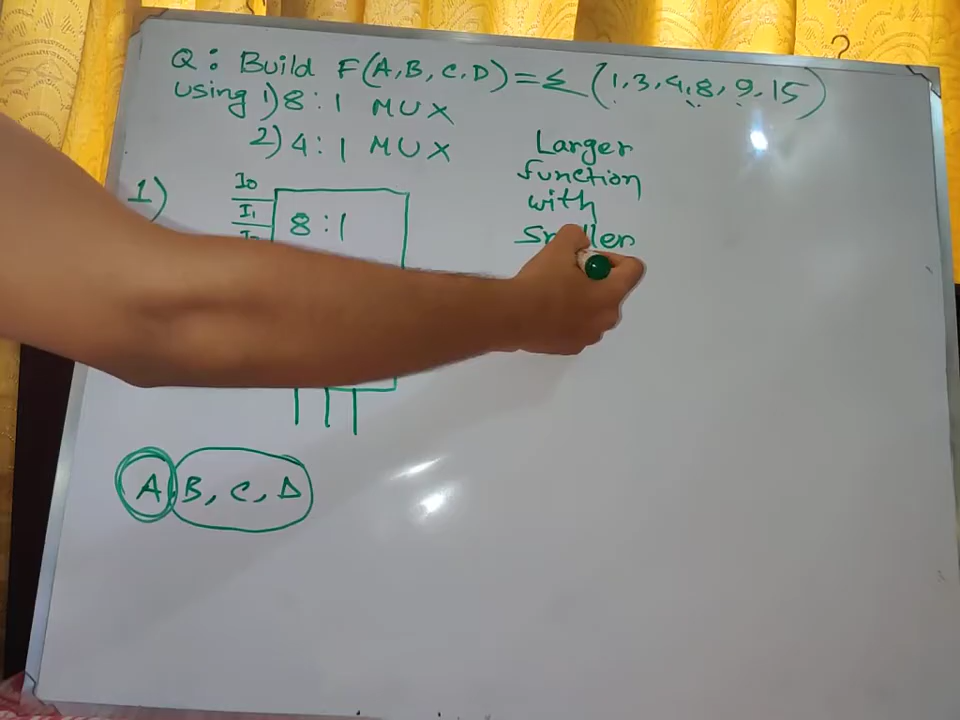 Q: Build F(A,B,C,D) = Σ (1,3,4,8,9,15)
using 1) 8:1 MUX
2) 4:1 MUX
Larger
function
with
1)
I0
I1
8:1
A B, C, D